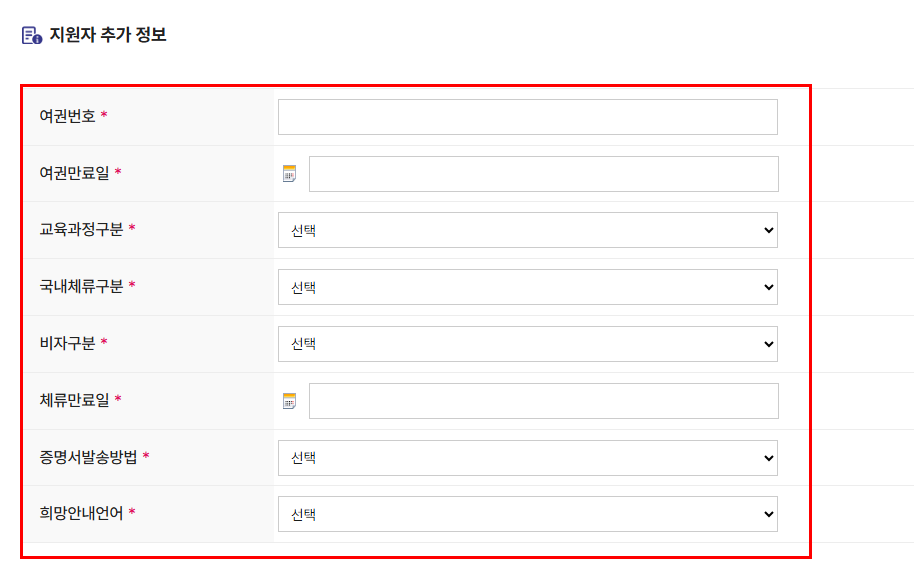 지원자 추가 정보
여권번호 *
여권만료일 *
교육과정구분 * 선택
국내체류구분 * 선택
비자구분 * 선택
체류만료일 *
증명서발송방법 * 선택
희망안내언어 * 선택